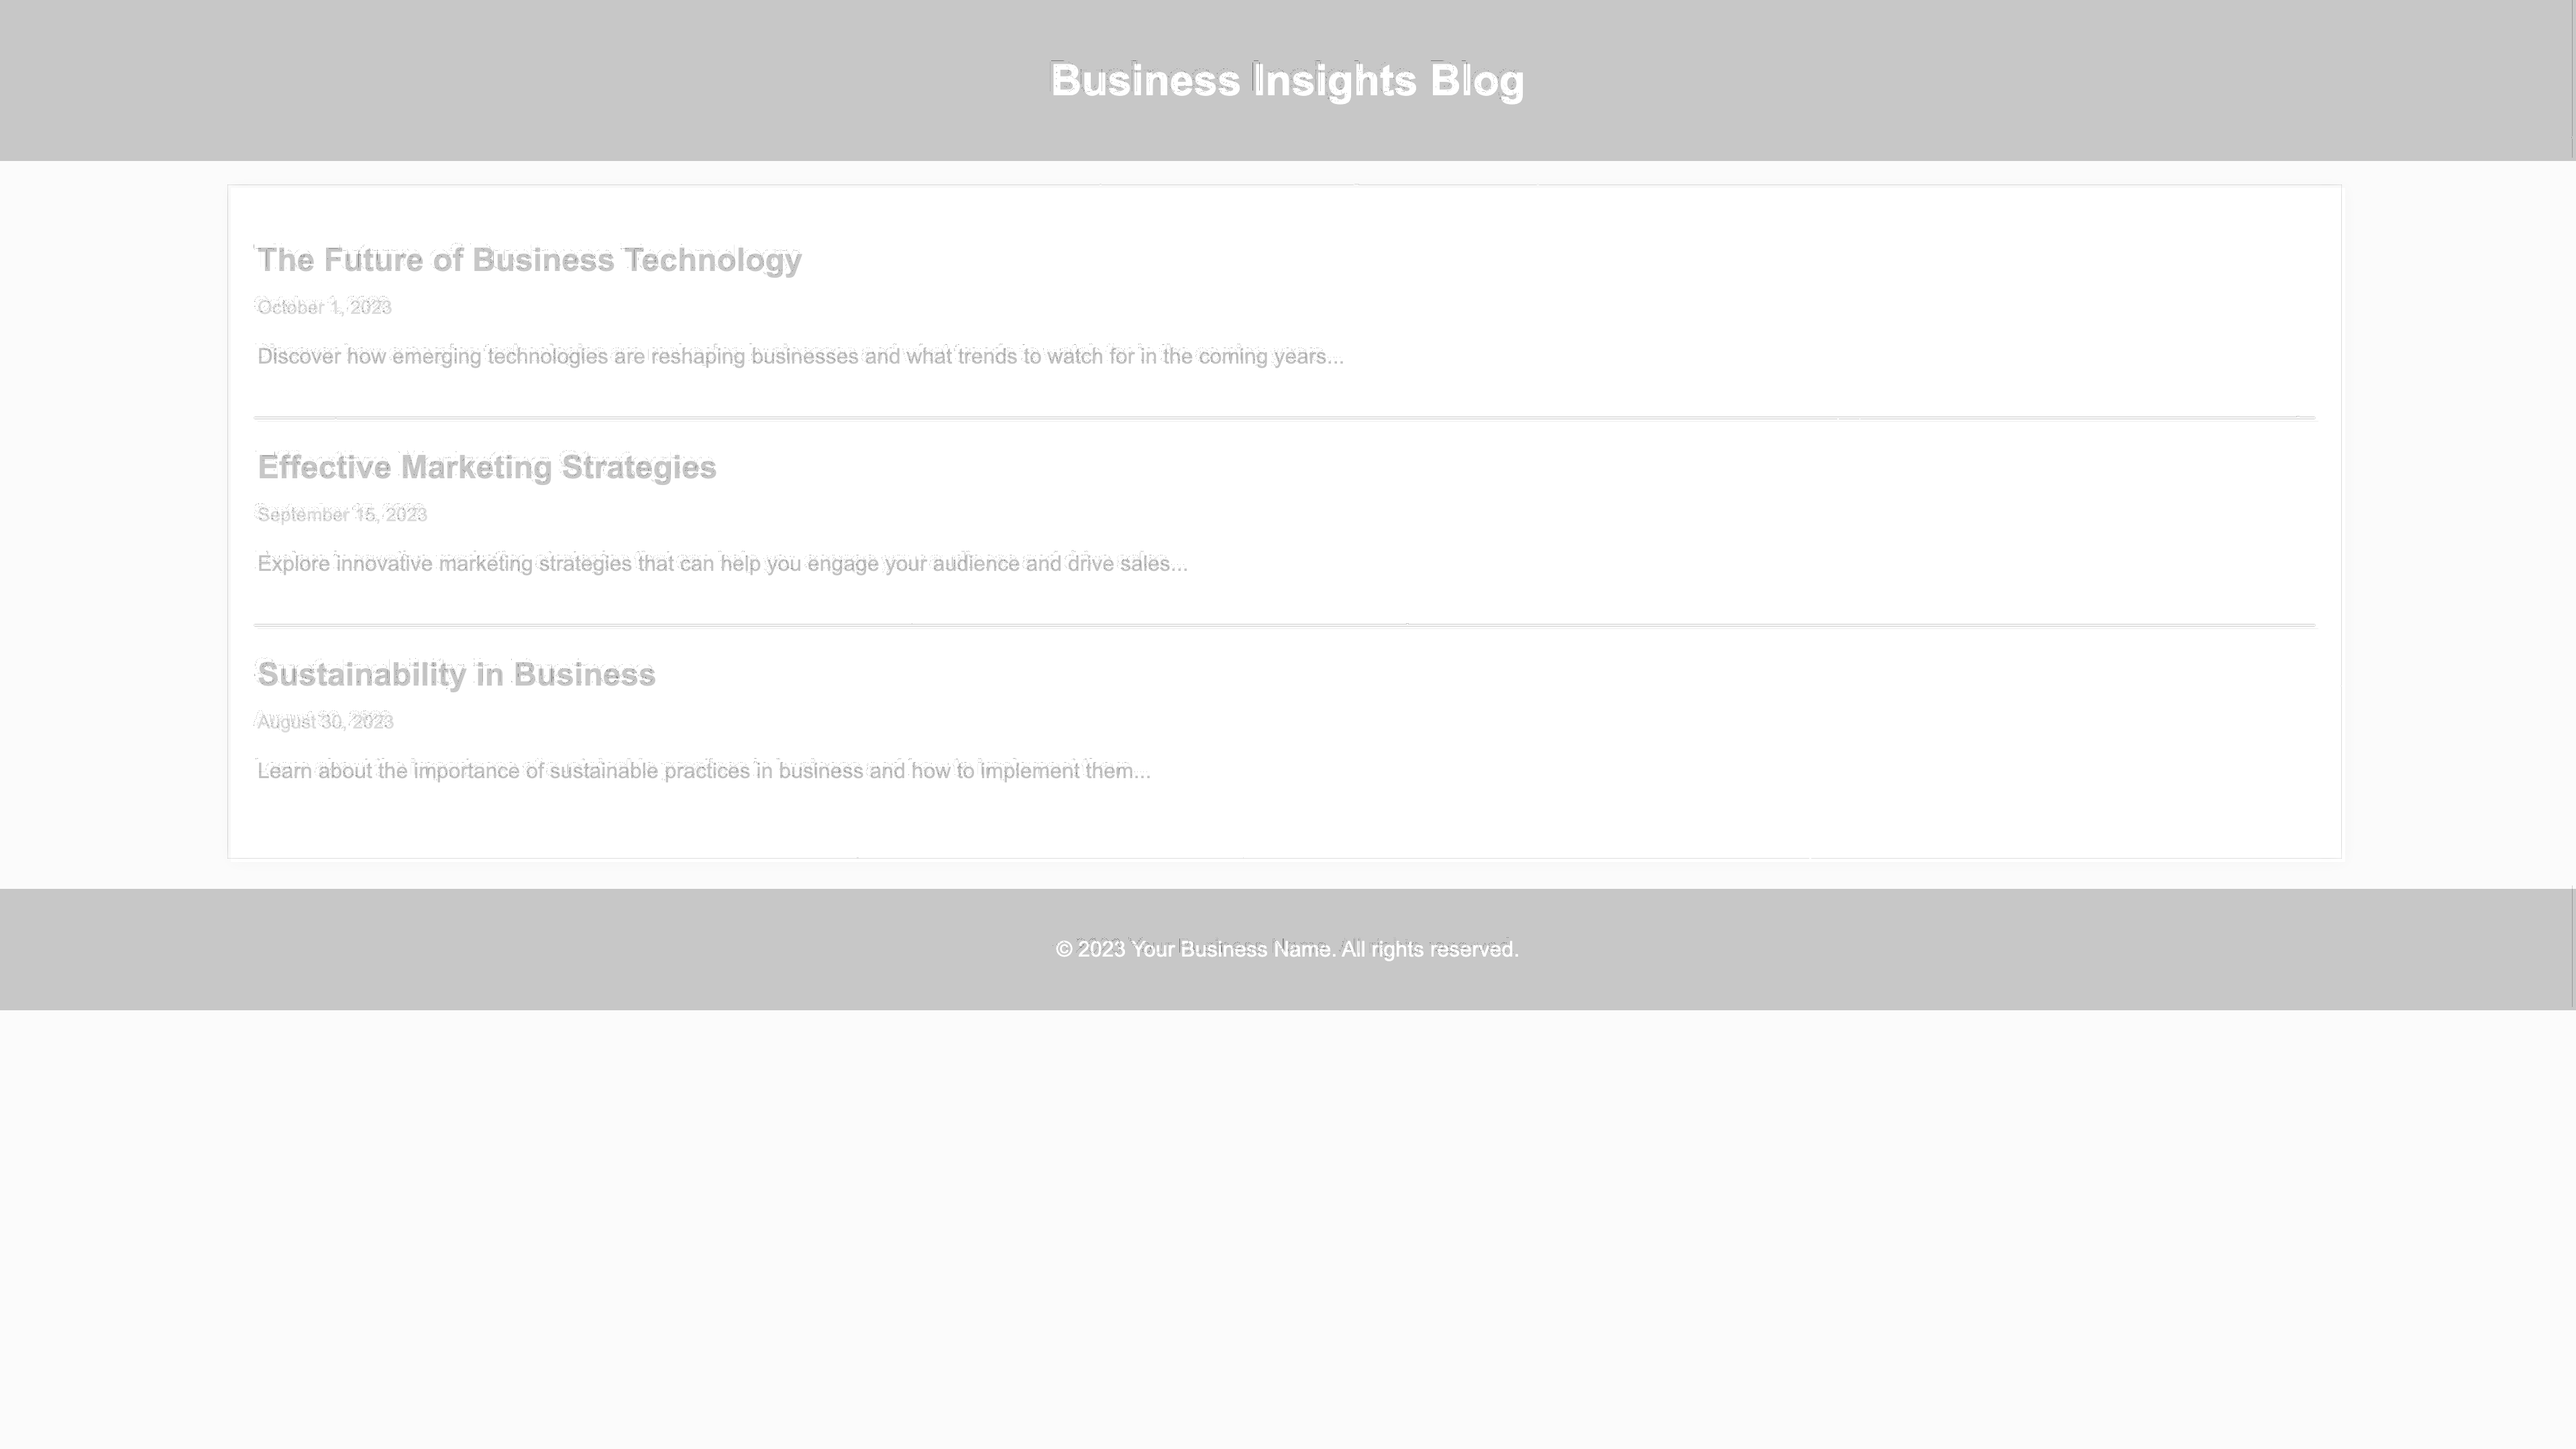 Business Insights Blog
The Future of Business Technology
October 1, 2023
Discover how emerging technologies are reshaping businesses and what trends to watch for in the coming years...
Effective Marketing Strategies
September 15, 2023
Explore innovative marketing strategies that can help you engage your audience and drive sales...
Sustainability in Business
August 30, 2023
Learn about the importance of sustainable practices in business and how to implement them...
© 2023 Your Business Name. All rights reserved.